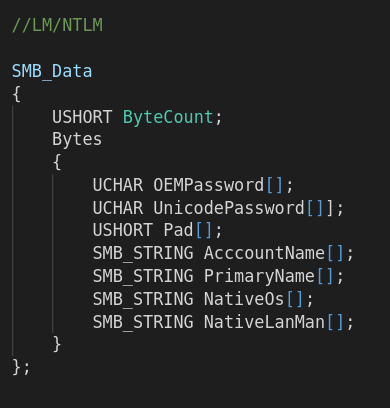 //LM/NTLM
SMB_Data
{
USHORT ByteCount;
Bytes
{
UCHAR OEMPassword[];
UCHAR UnicodePassword[]];
USHORT Pad[];
SMB_STRING AcccountName[];
SMB_STRING PrimaryName[];
SMB_STRING NativeOs[];
SMB_STRING NativeLanMan[];
}
};